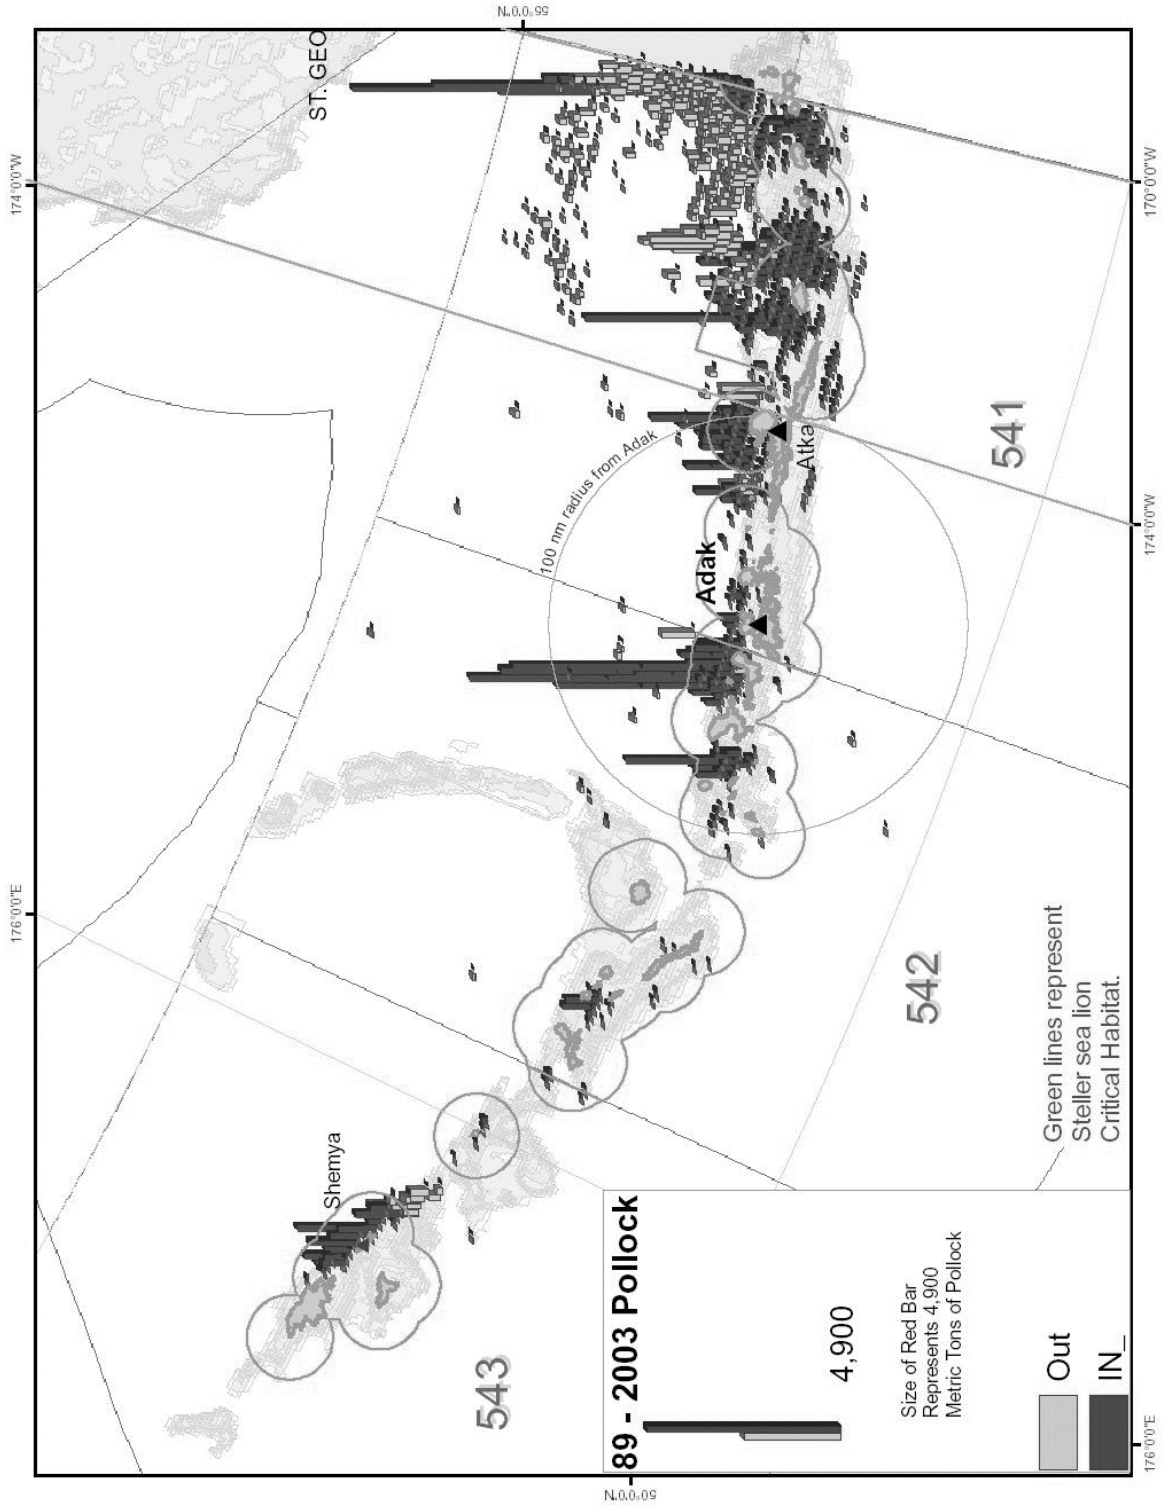 55°0'0"N
174°0'0"W
ST. GEO
170°0'0"W
100 nm radius from Adak
Atka
541
Adak
174°0'0"W
176°0'0"E
542
Green lines represent
Steller sea lion
Critical Habitat.
Shemya
543
89 - 2003 Pollock
4,900
Size of Red Bar
Represents 4,900
Metric Tons of Pollock
Out
IN_
176°0'0"E
50°0'0"N